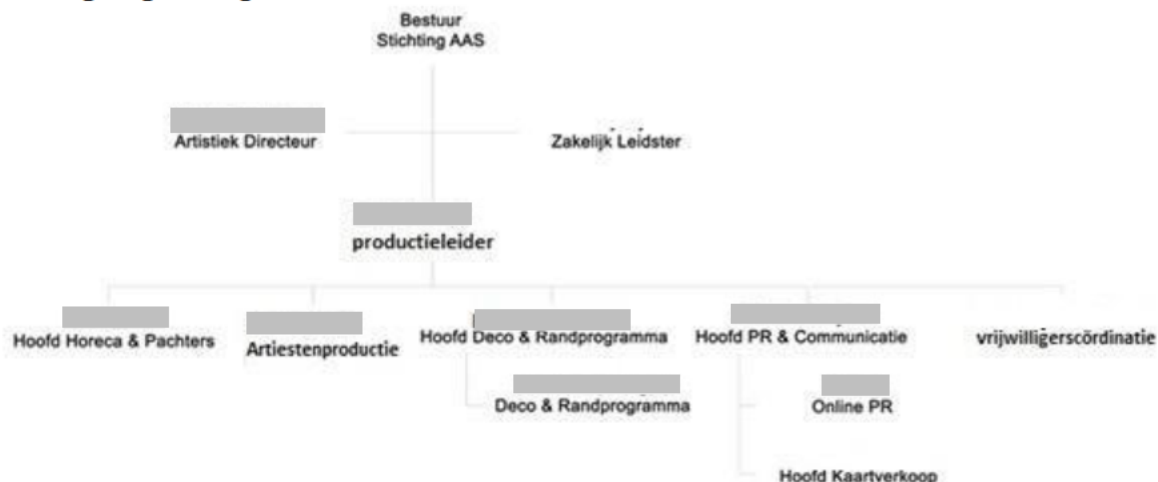 Bestuur
Stichting AAS
Artistiek Directeur
Zakelijk Leidster
productieleider
Hoofd Horeca & Pachters
Artiestenproductie
Hoofd Deco & Randprogramma
Hoofd PR & Communicatie
vrijwilligerscördinatie
Deco & Randprogramma
Online PR
Hoofd Kaartverkoop